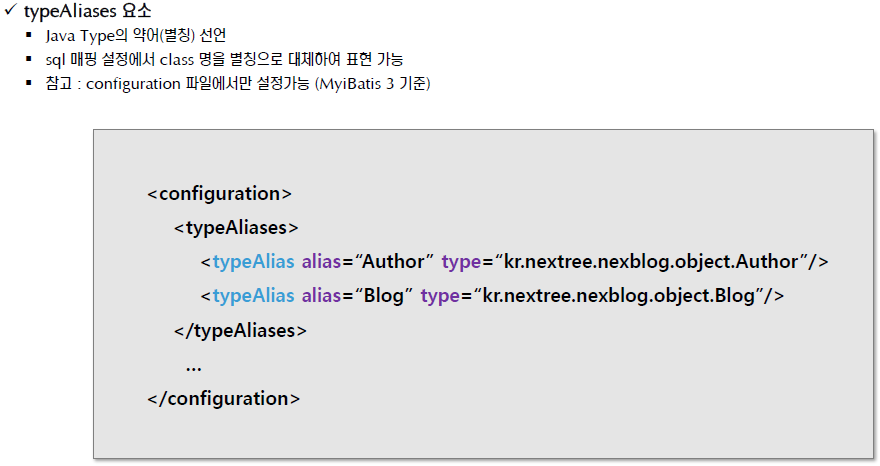 ✓ typeAliases 요소
▪ Java Type의 약어(별칭) 선언
▪ sql 매핑 설정에서 class 명을 별칭으로 대체하여 표현 가능
▪ 참고 : configuration 파일에서만 설정가능 (MyiBatis 3 기준)
<configuration>
<typeAliases>
<typeAlias alias=“Author” type=“kr.nextree.nexblog.object.Author”/>
<typeAlias alias=“Blog” type=“kr.nextree.nexblog.object.Blog”/>
</typeAliases>
...
</configuration>